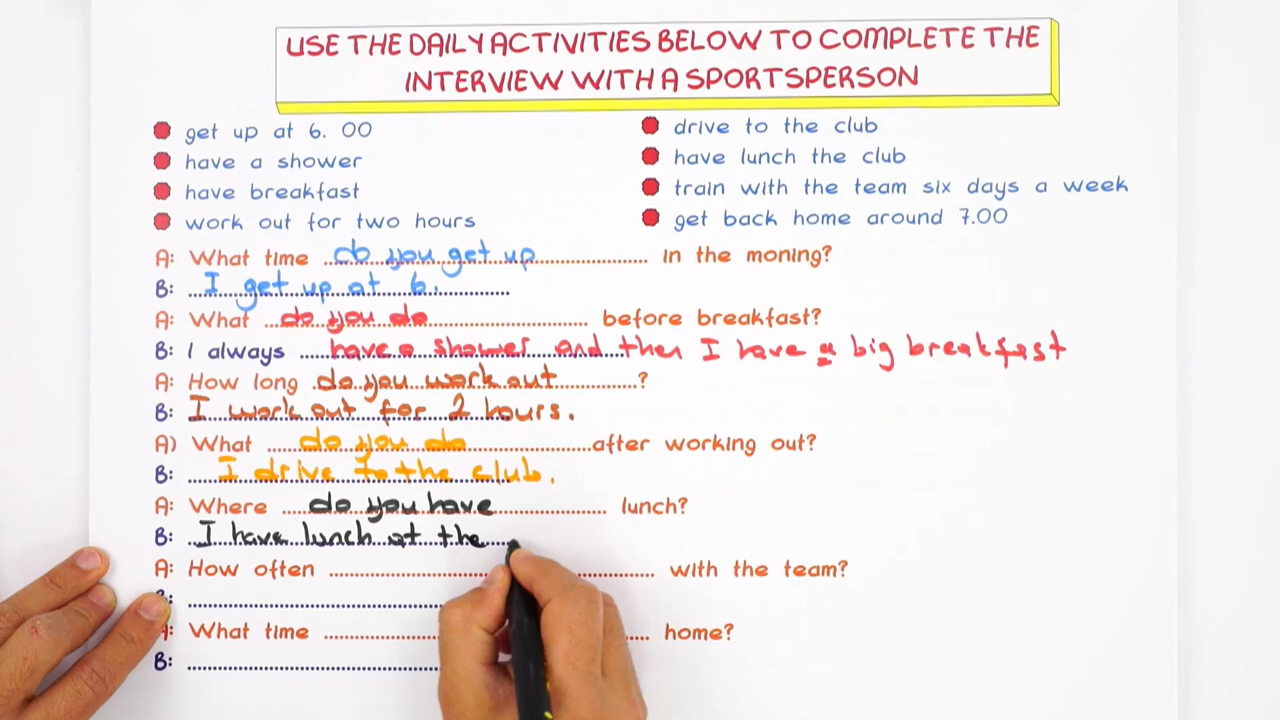 USE THE DAILY ACTIVITIES BELOW TO COMPLETE THE
INTERVIEW WITH A SPORTSPERSON
get up at 6. 00
have a shower
have breakfast
work out for two hours
drive to the club
have lunch the club
train with the team six days a week
get back home around 7.00
A: What time do you get up in the moning?
B: I get up at 6.
A: What do you do before breakfast?
B: I always have a shower and then I have a big breakfast
A: How long do you work out ?
B: I work out for 2 hours.
A) What do you do after working out?
B: I drive to the club.
A: Where do you have lunch?
B: I have lunch at the
A: How often with the team?
B:
A: What time home?
B: